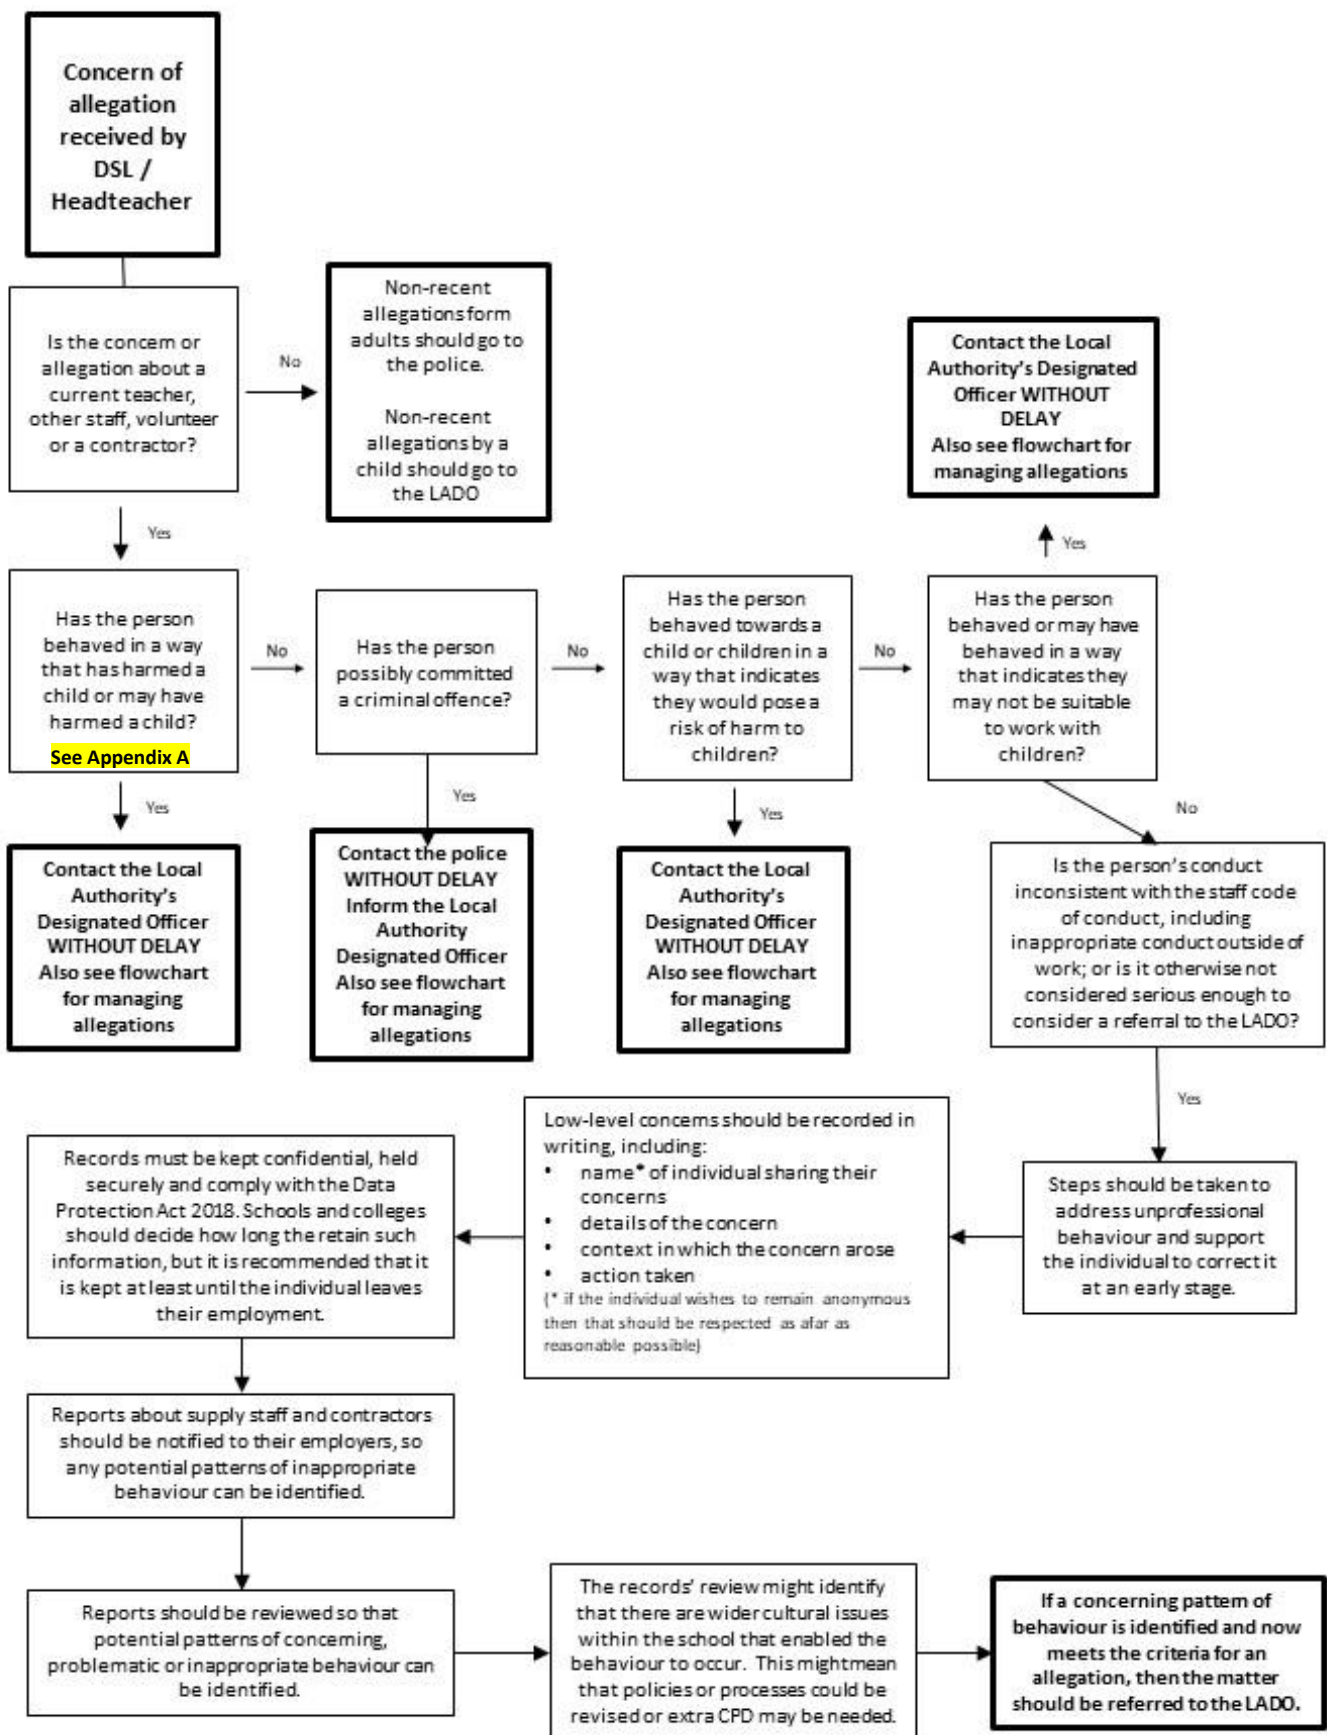 Concern of
allegation
received by
DSL /
Headteacher
Is the concern or
allegation about a
current teacher,
other staff, volunteer
or a contractor?
No
Non-recent
allegations form
adults should go to
the police.
Non-recent
allegations by a
child should go to
the LADO
Yes
Has the person
behaved in a way
that has harmed a
child or may have
harmed a child?
See Appendix A
No
Has the person
possibly committed
a criminal offence?
No
Has the person
behaved towards a
child or children in a
way that indicates
they would pose a
risk of harm to
children?
No
Has the person
behaved or may have
behaved in a way
that indicates they
may not be suitable
to work with
children?
Yes
Contact the Local
Authority's Designated
Officer WITHOUT
DELAY
Also see flowchart for
managing allegations
Yes
Contact the Local
Authority's
Designated Officer
WITHOUT DELAY
Also see flowchart
for managing
allegations
Yes
Contact the police
WITHOUT DELAY
Inform the Local
Authority
Designated Officer
Also see flowchart
for managing
allegations
Yes
Contact the Local
Authority's
Designated Officer
WITHOUT DELAY
Also see flowchart
for managing
allegations
No
Is the person's conduct
inconsistent with the staff code
of conduct, including
inappropriate conduct outside of
work; or is it otherwise not
considered serious enough to
consider a referral to the LADO?
Yes
Steps should be taken to
address unprofessional
behaviour and support
the individual to correct it
at an early stage.
Low-level concerns should be recorded in
writing, including:
• name* of individual sharing their
concerns
• details of the concern
• context in which the concern arose
• action taken
(* if the individual wishes to remain anonymous
then that should be respected as afar as
reasonable possible)
Records must be kept confidential, held
securely and comply with the Data
Protection Act 2018. Schools and colleges
should decide how long the retain such
information, but it is recommended that it
is kept at least until the individual leaves
their employment.
Reports about supply staff and contractors
should be notified to their employers, so
any potential patterns of inappropriate
behaviour can be identified.
Reports should be reviewed so that
potential patterns of concerning,
problematic or inappropriate behaviour can
be identified.
The records' review might identify
that there are wider cultural issues
within the school that enabled the
behaviour to occur. This might mean
that policies or processes could be
revised or extra CPD may be needed.
If a concerning pattern of
behaviour is identified and now
meets the criteria for an
allegation, then the matter
should be referred to the LADO.